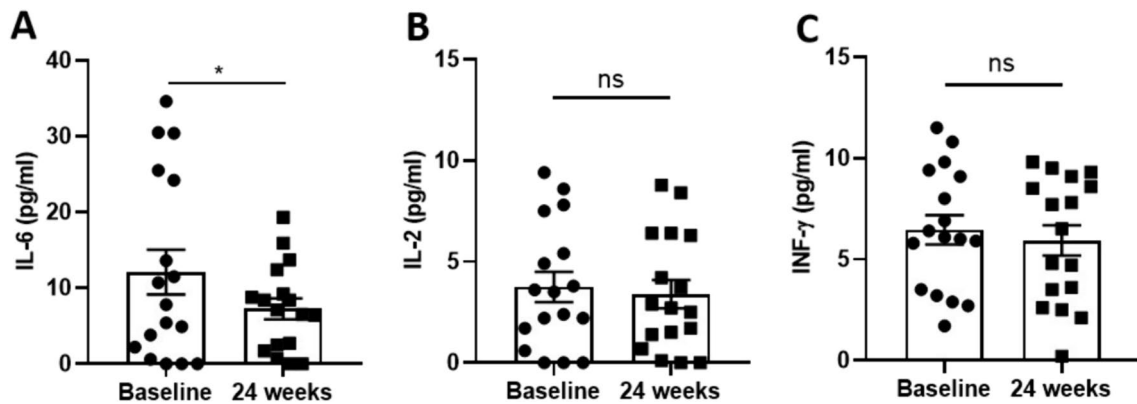 A
IL-6 (pg/ml)
40
30
20
10
0
*
Baseline 24 weeks
B
IL-2 (pg/ml)
15
10
5
0
ns
Baseline 24 weeks
C
INF-γ (pg/ml)
15
10
5
0
ns
Baseline 24 weeks